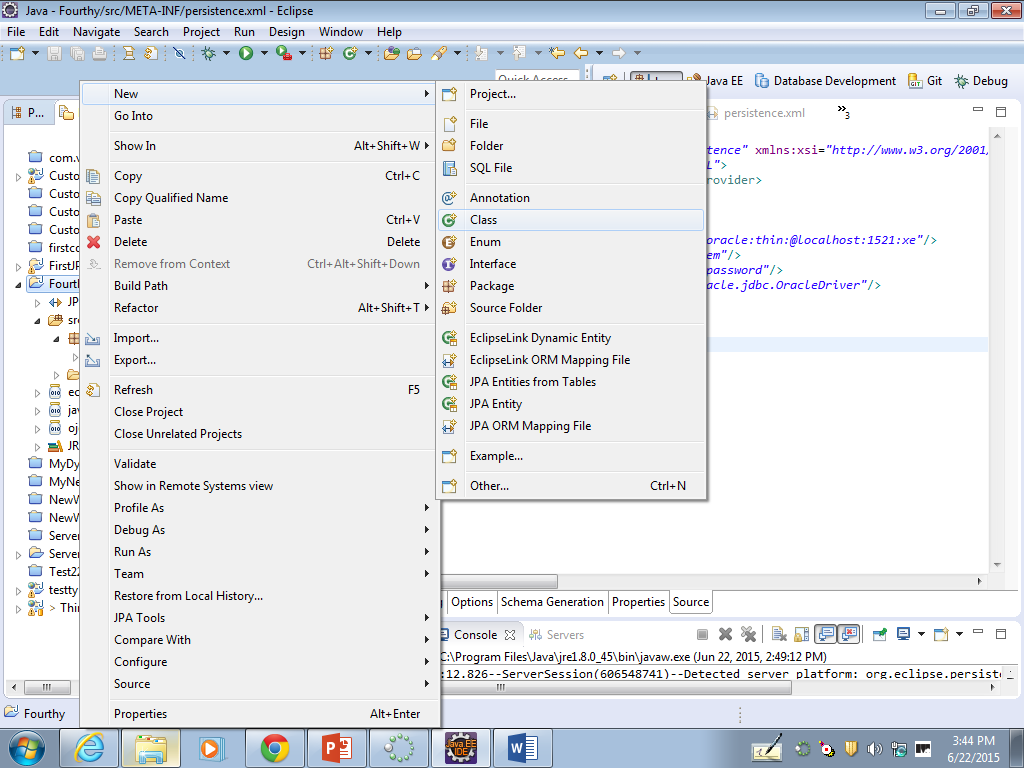 Java - Fourthy/src/META-INF/persistence.xml - Eclipse
File Edit Navigate Search Project Run Design Window Help
Quick Access
Java EE Database Development Git Debug
P...
persistence.xml
3
New
Go Into
Show In Alt+Shift+W
Copy Ctrl+C
Copy Qualified Name
Paste Ctrl+V
Delete Delete
Remove from Context Ctrl+Alt+Shift+Down
Build Path
Refactor Alt+Shift+T
Import...
Export...
Refresh F5
Close Project
Close Unrelated Projects
Validate
Show in Remote Systems view
Profile As
Debug As
Run As
Team
Restore from Local History...
JPA Tools
Compare With
Configure
Source
Properties Alt+Enter
Project...
File
Folder
SQL File
Annotation
Class
Enum
Interface
Package
Source Folder
EclipseLink Dynamic Entity
EclipseLink ORM Mapping File
JPA Entities from Tables
JPA Entity
JPA ORM Mapping File
Example...
Other... Ctrl+N
com.v
Custo
Custo
Custo
Custo
firstco
FirstJP
Fourth
JP
src
ec
jav
oj
JR
MyDy
MyNe
NewW
NewW
Server
Server
Test22
testty
> Thir
tence" xmlns:xsi="http://www.w3.org/2001/
L">
rovider>
oracle:thin:@localhost:1521:xe"/>
em"/>
password"/>
acle.jdbc.OracleDriver"/>
Options Schema Generation Properties Source
Console Servers
C:\Program Files\Java\jre1.8.0_45\bin\javaw.exe (Jun 22, 2015, 2:49:12 PM)
:12.826--ServerSession(606548741)--Detected server platform: org.eclipse.persiste
Fourthy
Java EE
IDE
3:44 PM
6/22/2015